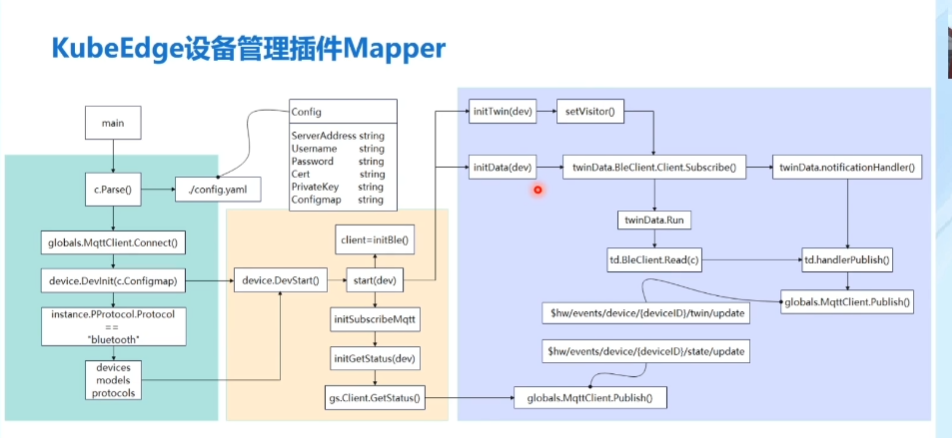 KubeEdge设备管理插件Mapper
main
c.Parse()
./config.yaml
Config
ServerAddress string
Username string
Password string
Cert string
PrivateKey string
Configmap string
globals.MqttClient.Connect()
device.DevInit(c.Configmap)
instance.PProtocol.Protocol
==
"bluetooth"
devices
models
protocols
device.DevStart()
client=initBle()
start(dev)
initSubscribeMqtt
initGetStatus(dev)
gs.Client.GetStatus()
initTwin(dev)
setVisitor()
initData(dev)
twinData.BleClient.Client.Subscribe()
twinData.notificationHandler()
twinData.Run
td.BleClient.Read(c)
td.handlerPublish()
globals.MqttClient.Publish()
$hw/events/device/{deviceID}/twin/update
$hw/events/device/{deviceID}/state/update
globals.MqttClient.Publish()